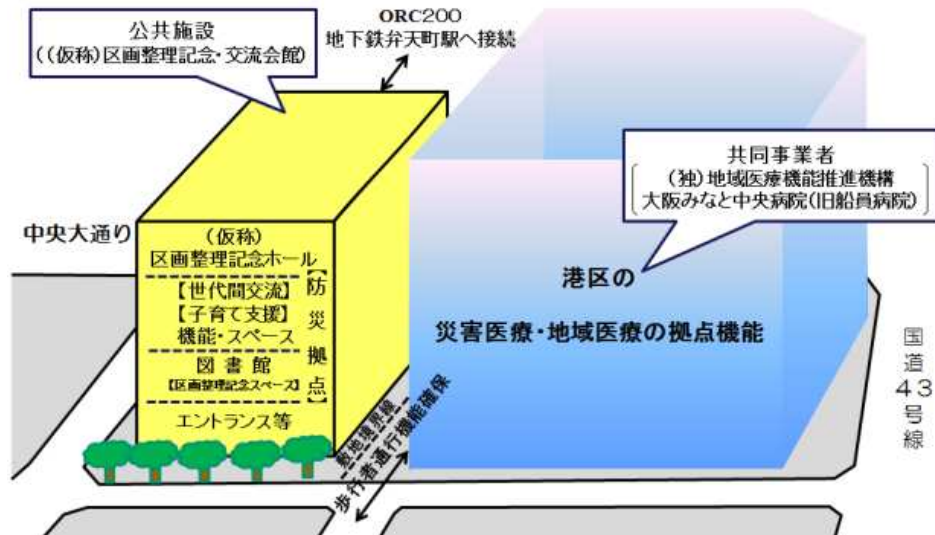 公共施設
((仮称)区画整理記念・交流会館)
ORC200
地下鉄弁天町駅へ接続
共同事業者
(独)地域医療機能推進機構
大阪みなと中央病院(旧船員病院)
中央大通り
(仮称)
区画整理記念ホール
【世代間交流】
【子育て支援】
機能・スペース
図書館
【区画整理記念スペース】
エントランス等
【防災拠点】
港区の
災害医療・地域医療の拠点機能
敷地境界線
歩行者通行機能確保
国道43号線